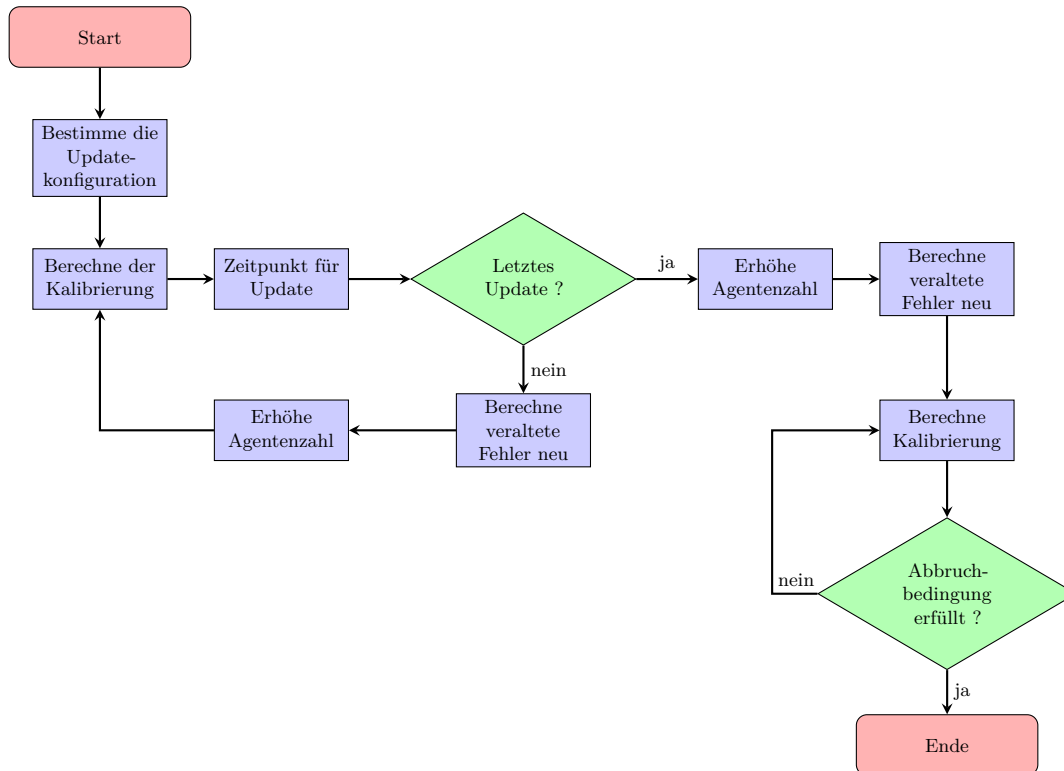 Start
Bestimme die
Update-
konfiguration
Berechne der
Kalibrierung
Zeitpunkt für
Update
Letztes
Update ?
ja
Erhöhe
Agentenzahl
Berechne
veraltete
Fehler neu
nein
Erhöhe
Agentenzahl
Berechne
veraltete
Fehler neu
Berechne
Kalibrierung
nein
Abbruch-
bedingung
erfüllt ?
ja
Ende